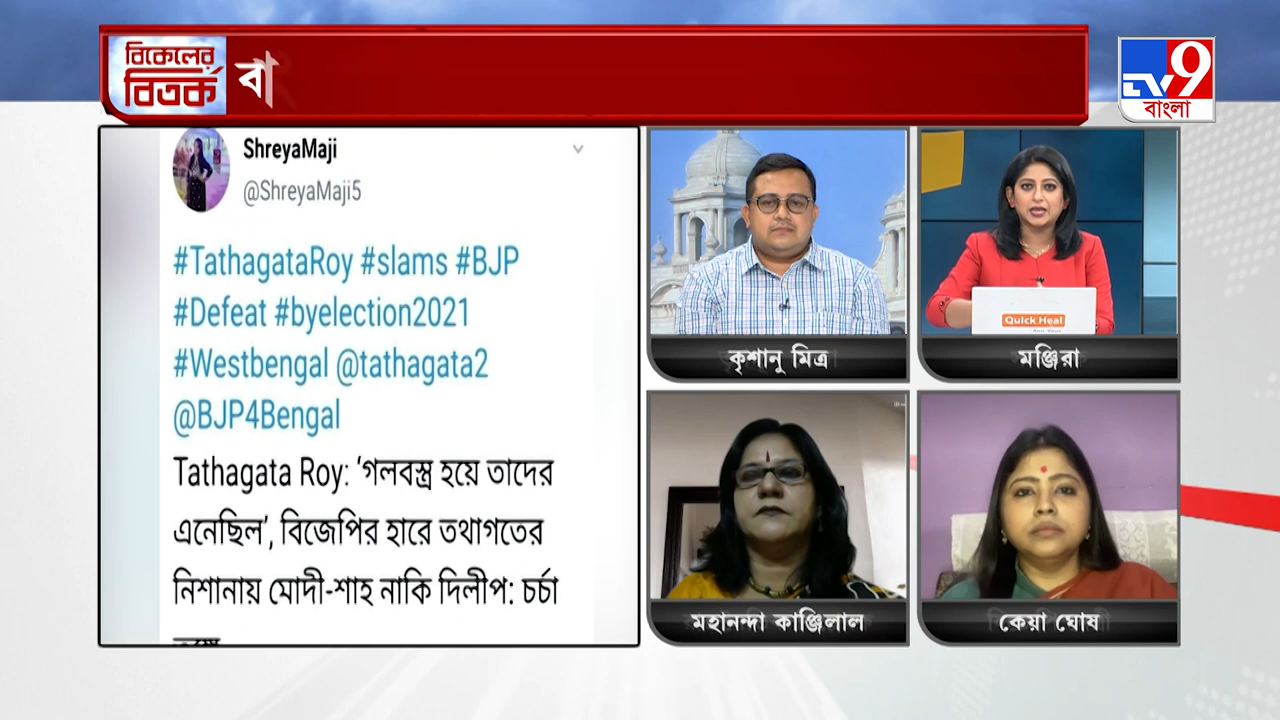 বিকেলের
বিতর্ক
বা
TV9
বাংলা
ShreyaMaji
@ShreyaMaji5
#TathagataRoy #slams #BJP
#Defeat #byelection2021
#Westbengal @tathagata2
@BJP4Bengal
Tathagata Roy: ‘গলবস্ত্র হয়ে তাদের
এনেছিল’, বিজেপির হারে তথাগতের
নিশানায় মোদী-শাহ নাকি দিলীপ: চর্চা
Quick Heal
কৃশানু মিত্র
মঞ্জিরা
মহানন্দা কাঞ্জিলাল
কেয়া ঘোষ